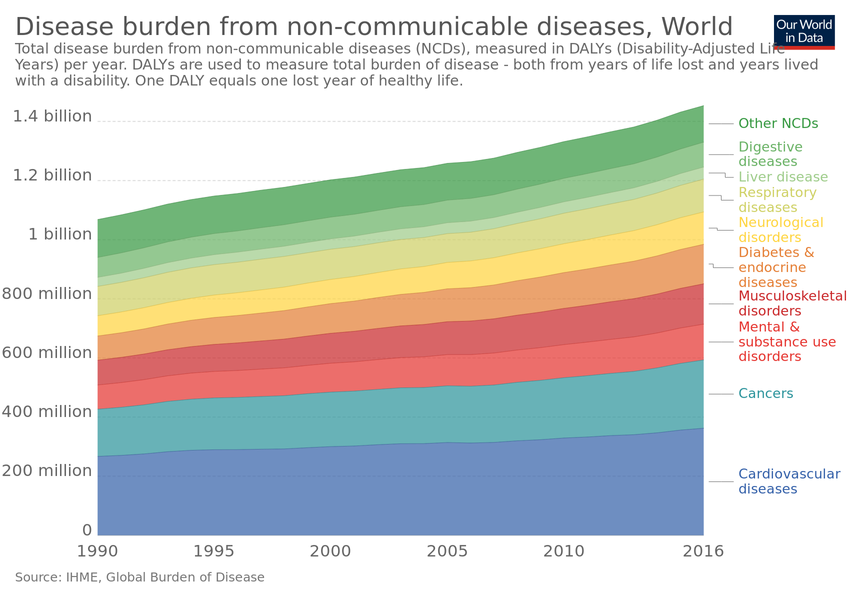 Disease burden from non-communicable diseases, World
Our World
in Data
Total disease burden from non-communicable diseases (NCDs), measured in DALYs (Disability-Adjusted Life
Years) per year. DALYs are used to measure total burden of disease - both from years of life lost and years lived
with a disability. One DALY equals one lost year of healthy life.
1.4 billion
1.2 billion
1 billion
800 million
600 million
400 million
200 million
0
Other NCDs
Digestive
diseases
Liver disease
Respiratory
diseases
Neurological
disorders
Diabetes &
endocrine
diseases
Musculoskeletal
disorders
Mental &
substance use
disorders
Cancers
Cardiovascular
diseases
1990
1995
2000
2005
2010
2016
Source: IHME, Global Burden of Disease